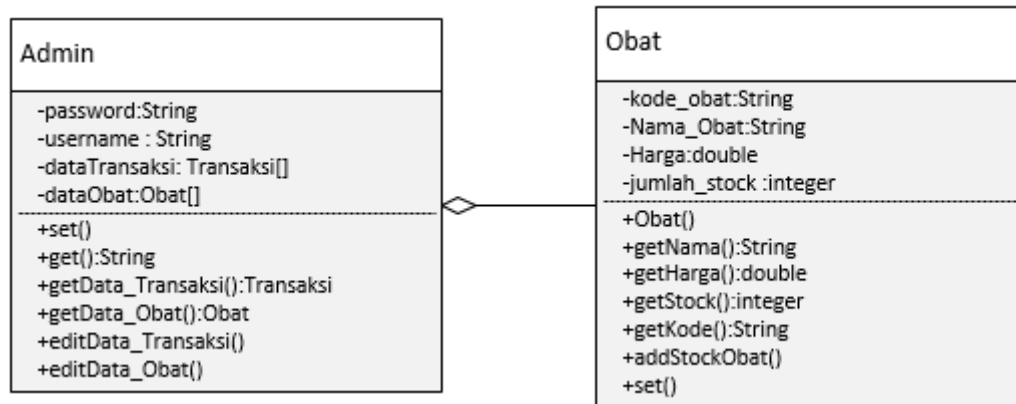 Admin
-password:String
-username : String
-dataTransaksi: Transaksi[]
-dataObat:Obat[]
+set()
+get():String
+getData_Transaksi():Transaksi
+getData_Obat():Obat
+editData_Transaksi()
+editData_Obat()
Obat
-kode_obat:String
-Nama_Obat:String
-Harga:double
-jumlah_stock :integer
+Obat()
+getNama():String
+getHarga():double
+getStock():integer
+getKode():String
+addStockObat()
+set()